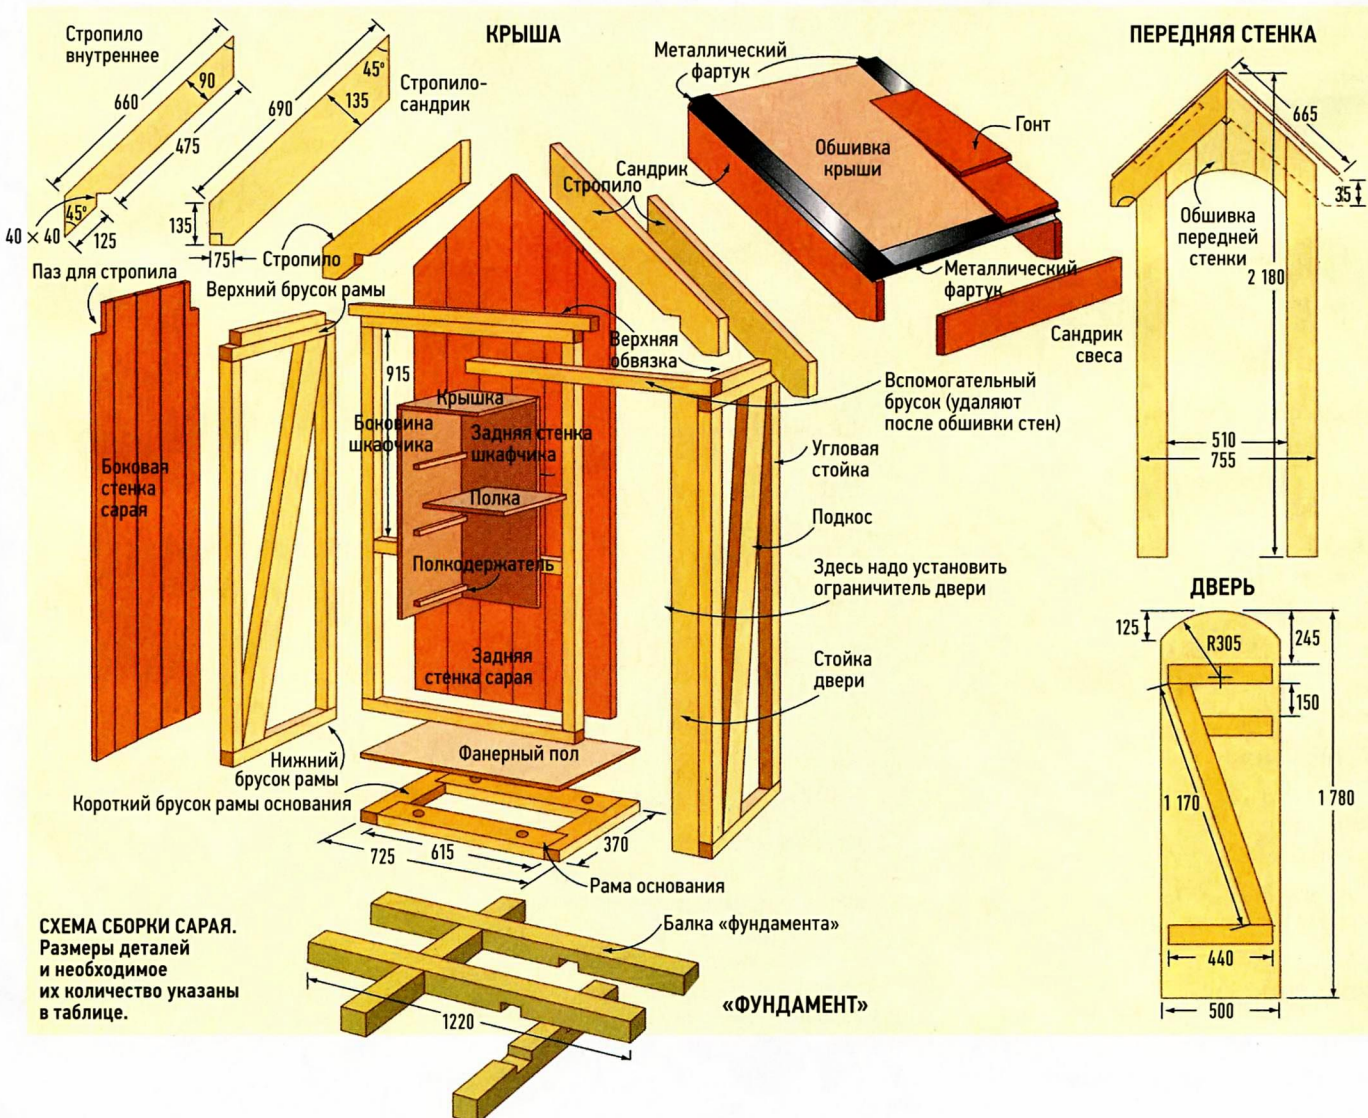 КРЫША
Стропило
внутреннее
660
90
475
45°
40 × 40
125
690
45°
135
Стропило-
сандрик
135
75
Металлический
фартук
Обшивка
крыши
Гонт
Сандрик
Металлический
фартук
Сандрик
свеса
Стропило
Стропило
Паз для стропила
Верхний брусок рамы
Верхняя
обвязка
915
Крышка
Боковина
шкафчика
Задняя стенка
шкафчика
Полка
Полкодержатель
Боковая
стенка
сарая
Задняя
стенка сарая
Вспомогательный
брусок (удаляют
после обшивки стен)
Угловая
стойка
Подкос
Здесь надо установить
ограничитель двери
Стойка
двери
Фанерный пол
Нижний
брусок рамы
Короткий брусок рамы основания
615
725
370
Рама основания
Балка «фундамента»
1220
«ФУНДАМЕНТ»
СХЕМА СБОРКИ САРАЯ.
Размеры деталей
и необходимое
их количество указаны
в таблице.
ПЕРЕДНЯЯ СТЕНКА
665
35
Обшивка
передней
стенки
2 180
510
755
ДВЕРЬ
125
R305
245
150
1 170
1 780
440
500